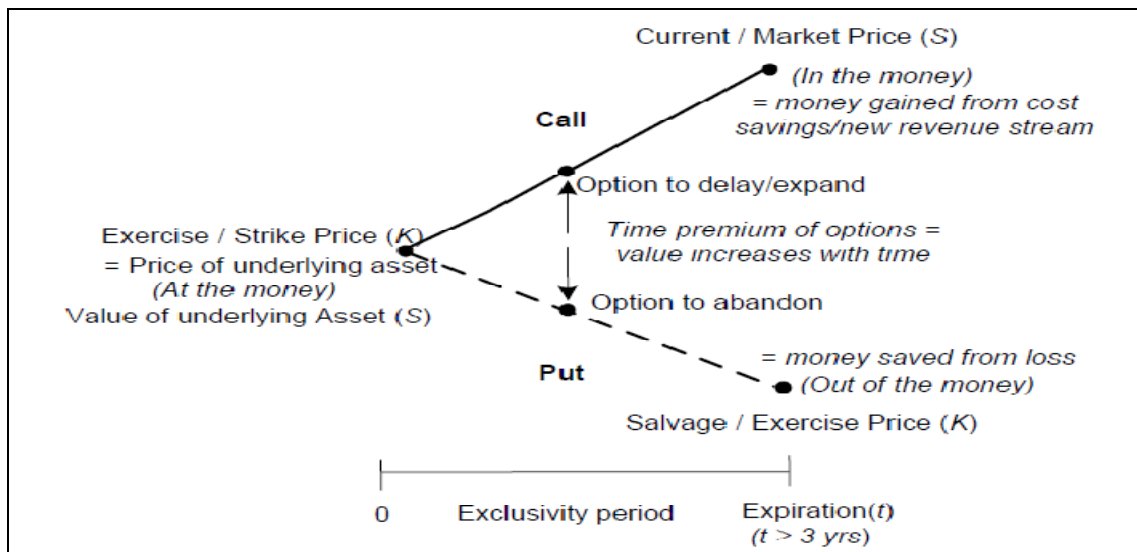 Current / Market Price (S)
(In the money)
= money gained from cost
savings/new revenue stream
Call
Option to delay/expand
Exercise / Strike Price (K)
= Price of underlying asset
(At the money)
Value of underlying Asset (S)
Time premium of options =
value increases with time
Option to abandon
= money saved from loss
(Out of the money)
Put
Salvage / Exercise Price (K)
0
Exclusivity period
Expiration(t)
(t > 3 yrs)